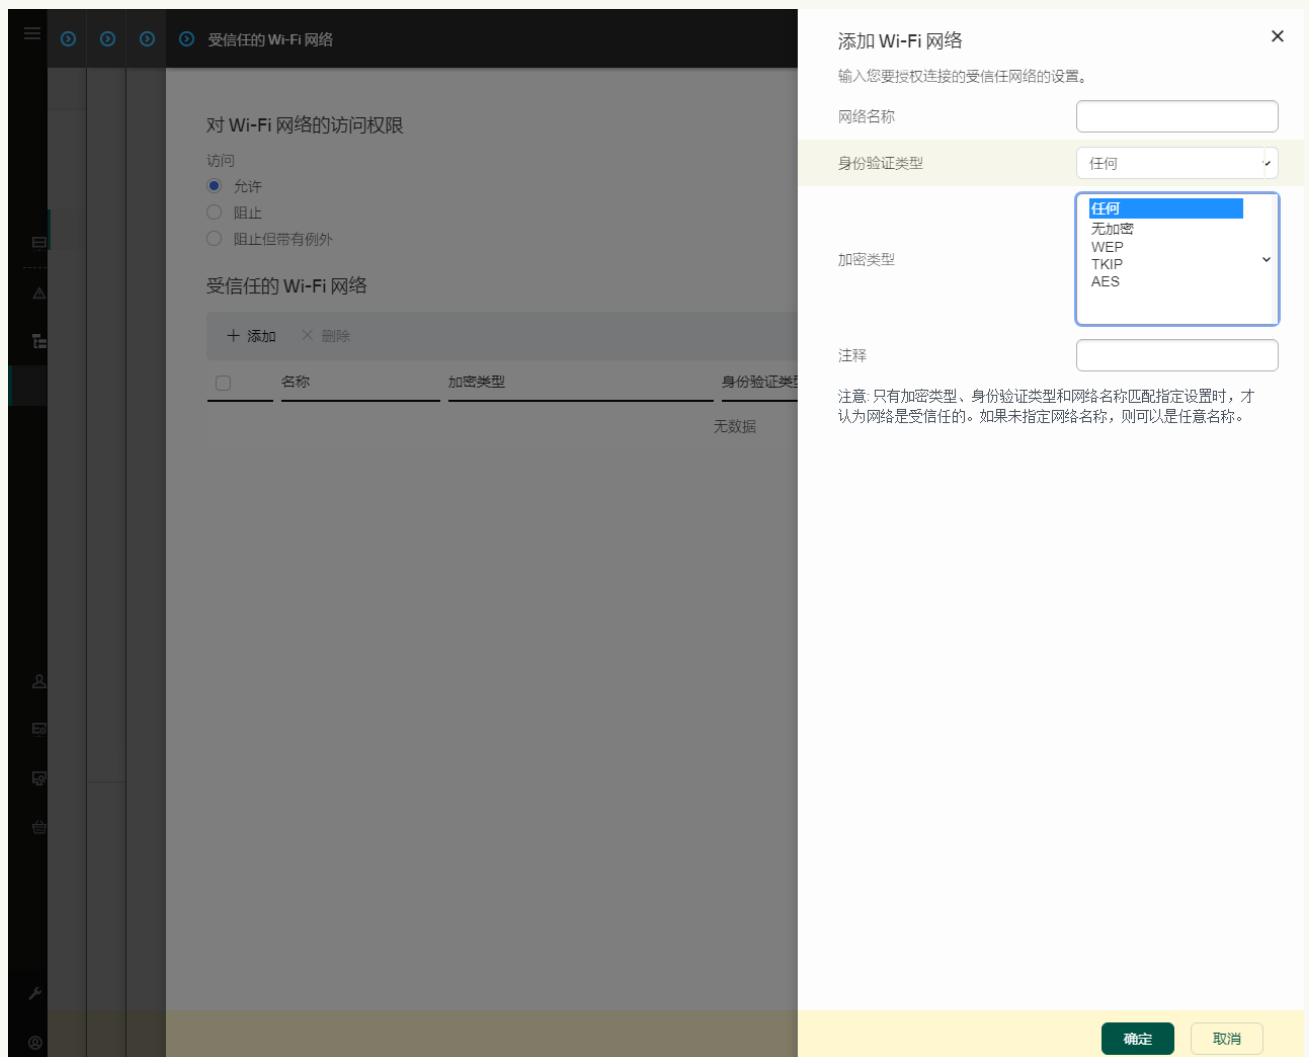 受信任的 Wi-Fi 网络
对 Wi-Fi 网络的访问权限
访问
允许
阻止
阻止但带有例外
受信任的 Wi-Fi 网络
添加 删除
名称 加密类型 身份验证类型
无数据
添加 Wi-Fi 网络
输入您要授权连接的受信任网络的设置。
网络名称
身份验证类型 任何
加密类型
任何
无加密
WEP
TKIP
AES
注释
注意: 只有加密类型、身份验证类型和网络名称匹配指定设置时，才
认为网络是受信任的。如果未指定网络名称，则可以是任意名称。
确定 取消